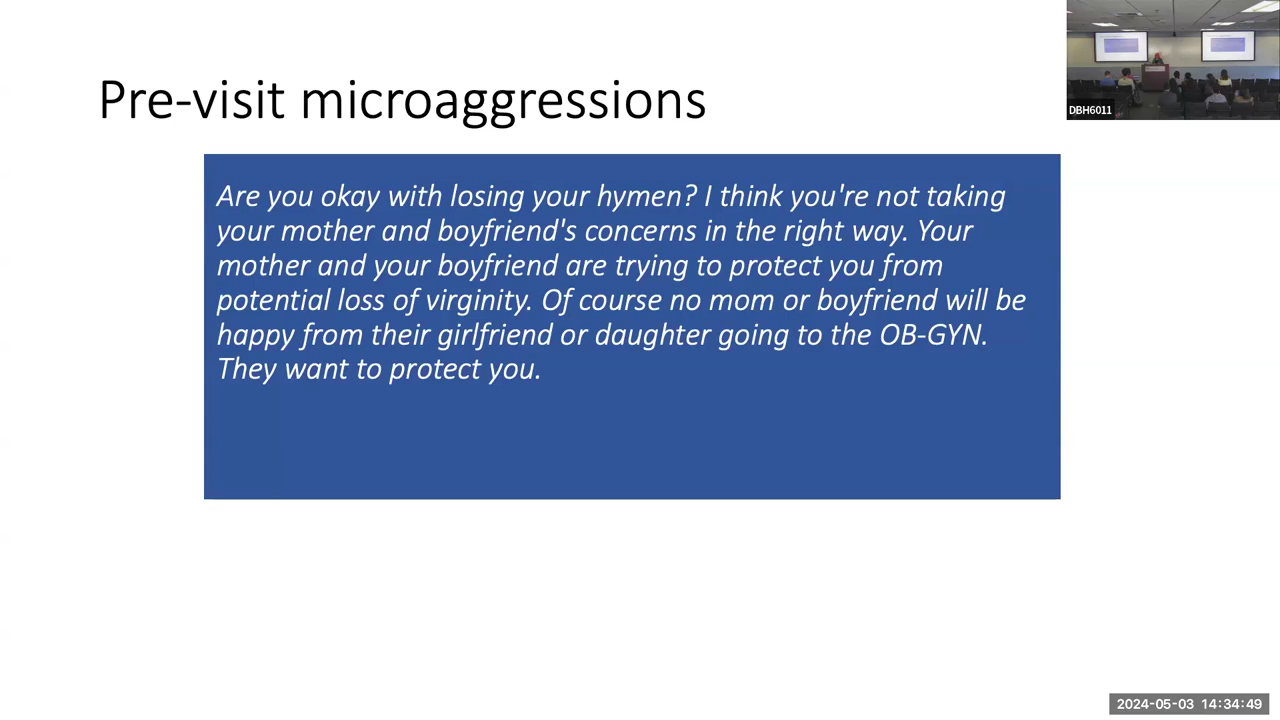 Pre-visit microaggressions
DBH6011
Are you okay with losing your hymen? I think you're not taking
your mother and boyfriend's concerns in the right way. Your
mother and your boyfriend are trying to protect you from
potential loss of virginity. Of course no mom or boyfriend will be
happy from their girlfriend or daughter going to the OB-GYN.
They want to protect you.
2024-05-03 14:34:49